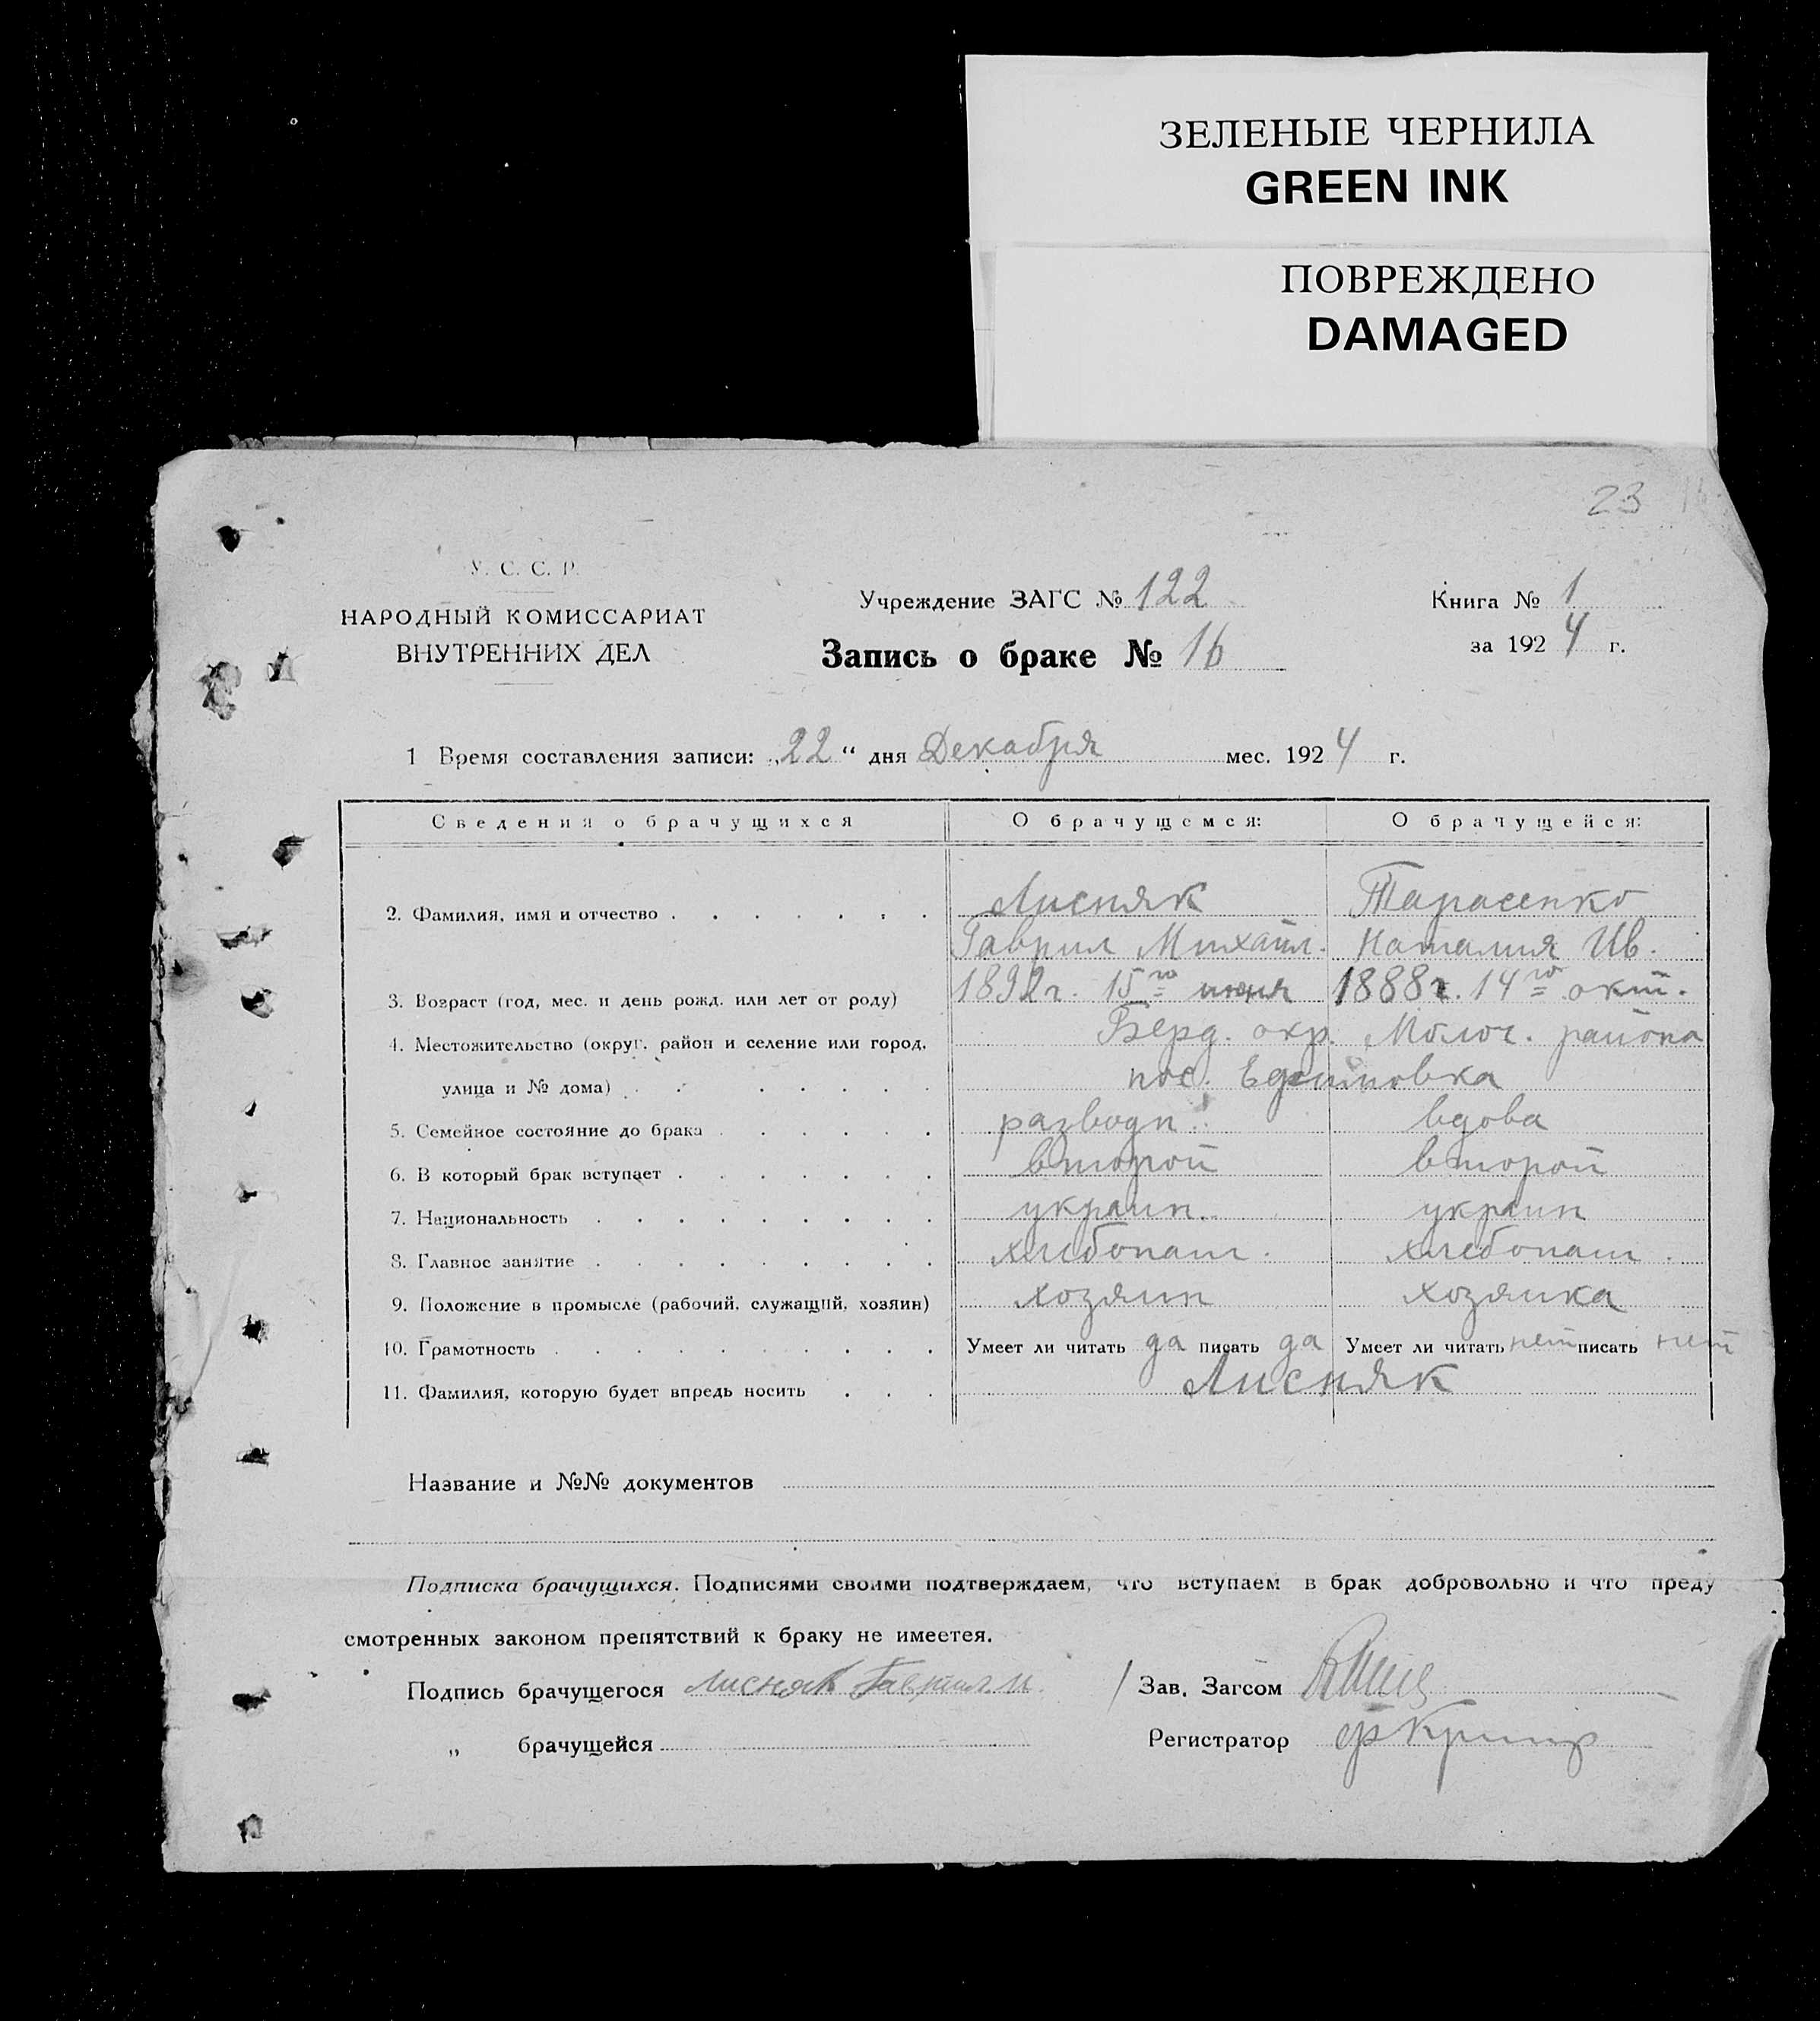 ЗЕЛЕНЫЕ ЧЕРНИЛА
GREEN INK
ПОВРЕЖДЕНО
DAMAGED
23
У. С. С. Р.
НАРОДНЫЙ КОМИССАРИАТ
ВНУТРЕННИХ ДЕЛ
Учреждение ЗАГС № 122
Книга № 1
Запись о браке № 16
за 1924 г.
1 Время составления записи: „22“ дня Декабря мес. 1924 г.
Сведения о брачущихся О брачущемся: О брачущейся:
2. Фамилия, имя и отчество Лисняк Тарасенко
Гаврил Михайл. Наталия Ив.
3. Возраст (год, мес. и день рожд. или лет от роду) 1892г. 15го июня 1888г. 14го окт.
4. Местожительство (округ, район и селение или город, Берд. окр. Молоч. района
улица и № дома) пос. Ефимовка
5. Семейное состояние до брака разводн. вдова
6. В который брак вступает второй второй
7. Национальность украин. украин
8. Главное занятие хлебопаш. хлебопаш.
9. Положение в промысле (рабочий, служащий, хозяин) хозяин хозяйка
10. Грамотность Умеет ли читать да писать да Умеет ли читать нет писать нет
11. Фамилия, которую будет впредь носить Лисняк
Название и №№ документов
Подписка брачущихся. Подписями своими подтверждаем, что вступаем в брак добровольно и что преду
смотренных законом препятствий к браку не имеетея.
Подпись брачущегося Лисняк Гаврил М. Зав. Загсом
„ брачущейся Регистратор